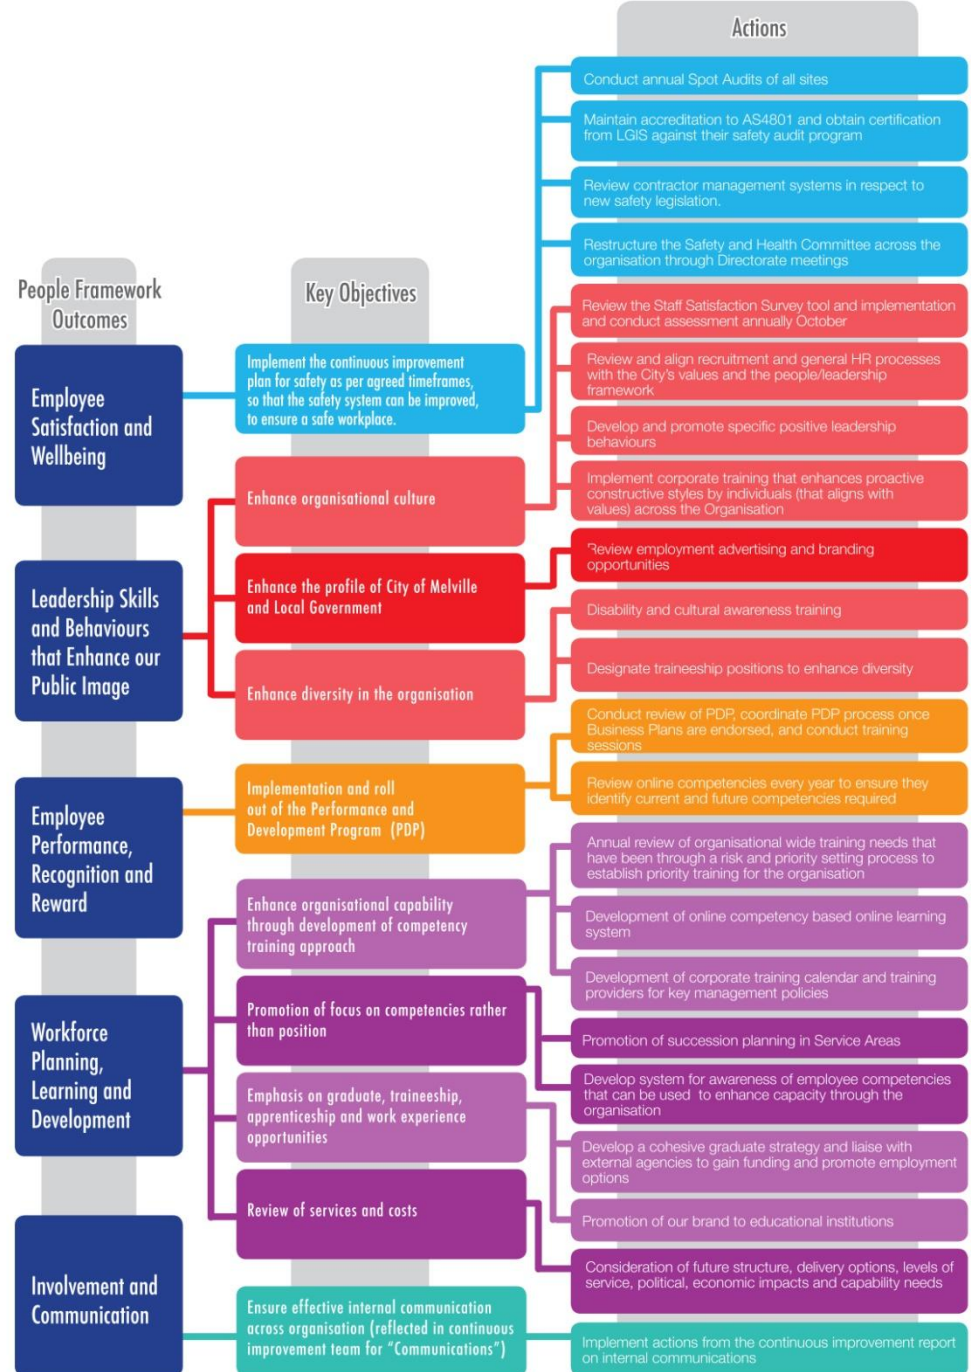 Actions
Conduct annual Spot Audits of all sites
Maintain accreditation to AS4801 and obtain certification
from LGIS against their safety audit program
Review contractor management systems in respect to
new safety legislation.
Restructure the Safety and Health Committee across the
organisation through Directorate meetings
People Framework
Outcomes
Key Objectives
Review the Staff Satisfaction Survey tool and implementation
and conduct assessment annually October
Employee
Satisfaction and
Wellbeing
Implement the continuous improvement
plan for safety as per agreed timeframes,
so that the safety system can be improved,
to ensure a safe workplace.
Review and align recruitment and general HR processes
with the City's values and the people/leadership
framework
Develop and promote specific positive leadership
behaviours
Enhance organisational culture
Implement corporate training that enhances proactive
constructive styles by individuals (that aligns with
values) across the Organisation
Leadership Skills
and Behaviours
that Enhance our
Public Image
Enhance the profile of City of Melville
and Local Government
Review employment advertising and branding
opportunities
Disability and cultural awareness training
Enhance diversity in the organisation
Designate traineeship positions to enhance diversity
Conduct review of PDP, coordinate PDP process once
Business Plans are endorsed, and conduct training
sessions
Employee
Performance,
Recognition and
Reward
Implementation and roll
out of the Performance and
Development Program (PDP)
Review online competencies every year to ensure they
identify current and future competencies required
Annual review of organisational wide training needs that
have been through a risk and priority setting process to
establish priority training for the organisation
Enhance organisational capability
through development of competency
training approach
Development of online competency based online learning
system
Development of corporate training calendar and training
providers for key management policies
Workforce
Planning,
Learning and
Development
Promotion of focus on competencies rather
than position
Promotion of succession planning in Service Areas
Develop system for awareness of employee competencies
that can be used to enhance capacity through the
organisation
Emphasis on graduate, traineeship,
apprenticeship and work experience
opportunities
Develop a cohesive graduate strategy and liaise with
external agencies to gain funding and promote employment
options
Promotion of our brand to educational institutions
Review of services and costs
Consideration of future structure, delivery options, levels of
service, political, economic impacts and capability needs
Involvement and
Communication
Ensure effective internal communication
across organisation (reflected in continuous
improvement team for "Communications")
Implement actions from the continuous improvement report
on internal communications